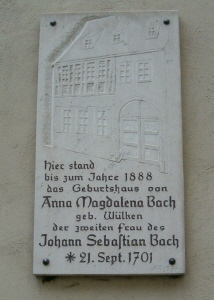 Hier stand
bis zum Jahre 1888
das Geburtshaus von
Anna Magdalena Bach
geb. Wülken
der zweiten Frau des
Johann Sebastian Bach
* 21. Sept. 1701